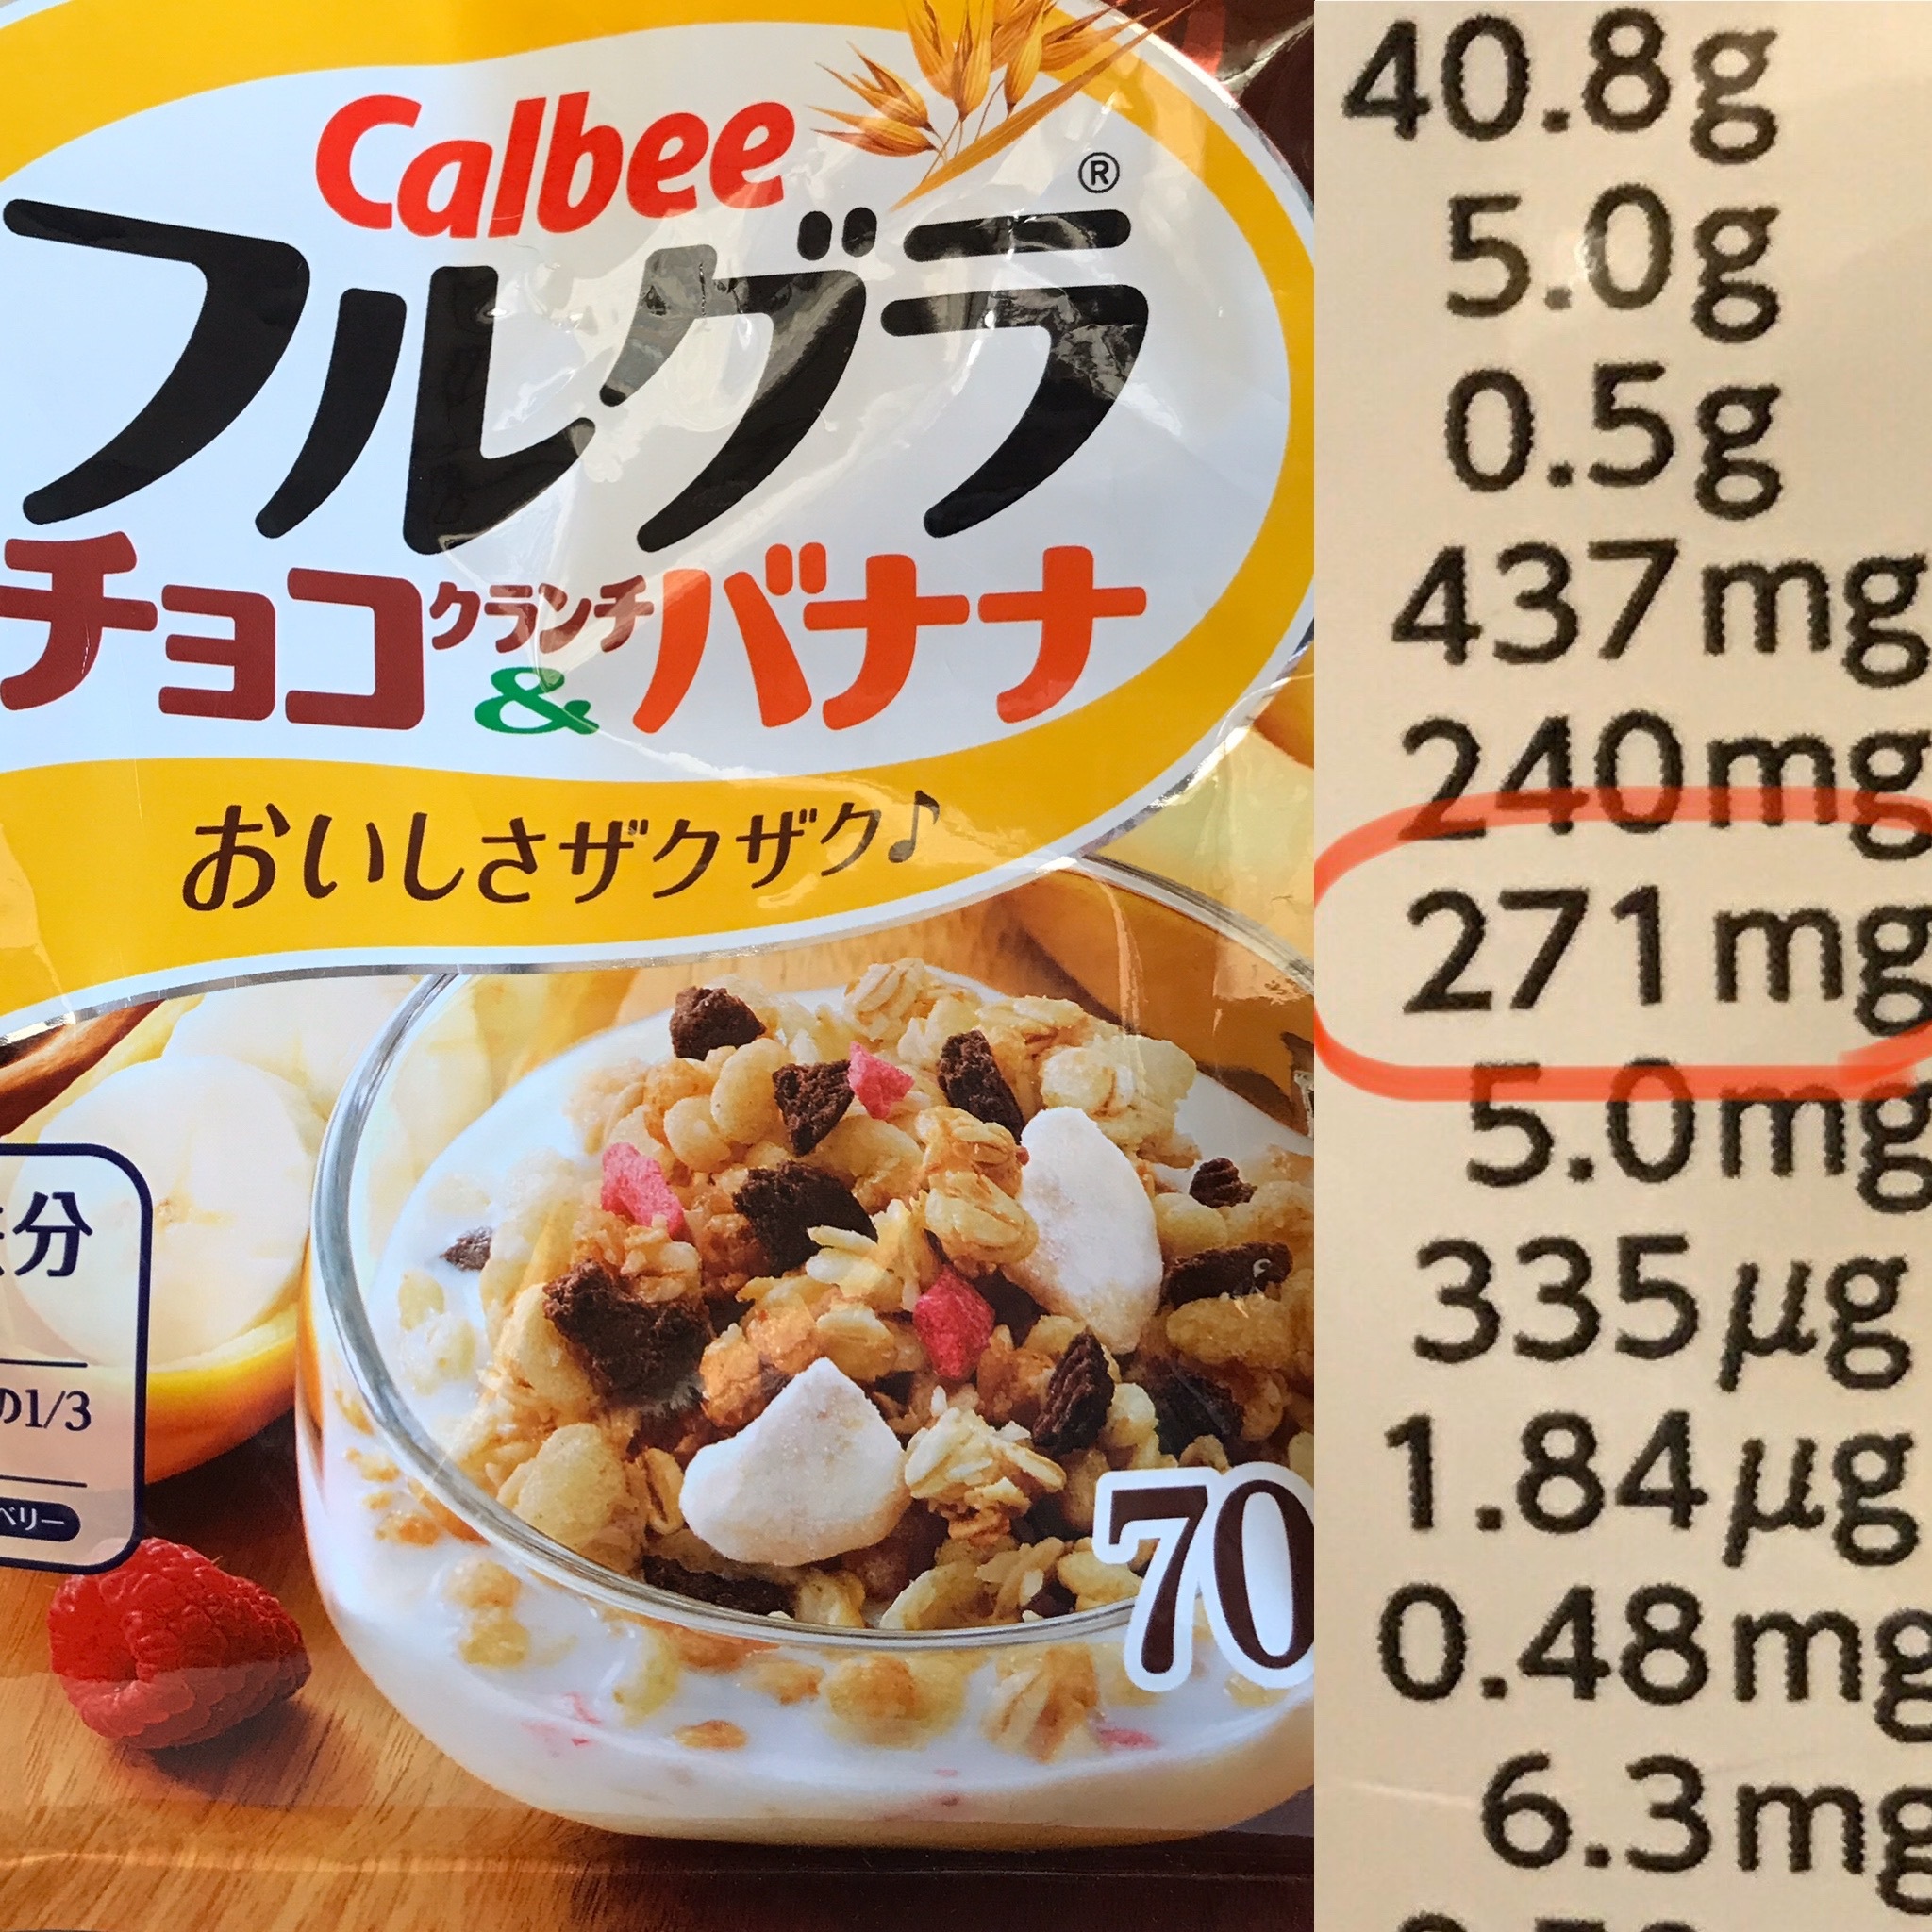 Calbee
®
フルグラ
チョコクランチ&バナナ
おいしさザクザク♪
分
の1/3
ベリー
70
40.8g
5.0g
0.5g
437mg
240mg
271mg
5.0mg
335μg
1.84μg
0.48mg
6.3mg